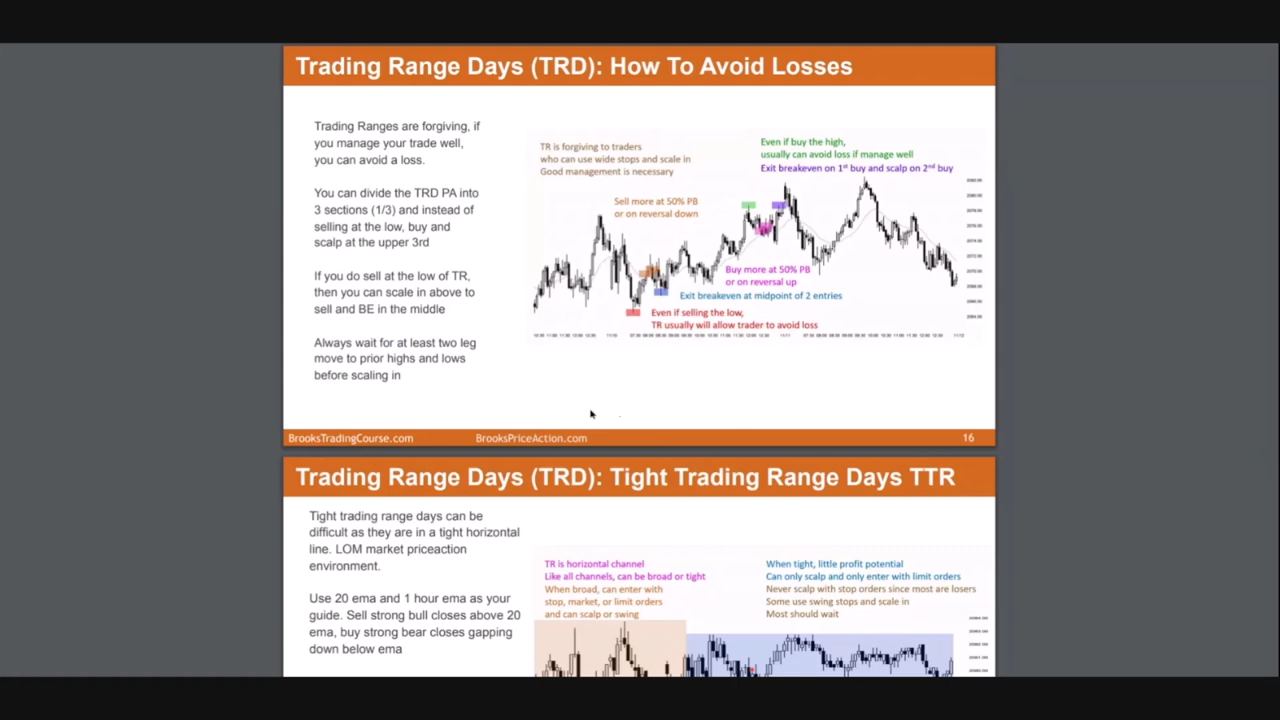 Trading Range Days (TRD): How To Avoid Losses
Trading Ranges are forgiving, if
you manage your trade well,
you can avoid a loss.
You can divide the TRD PA into
3 sections (1/3) and instead of
selling at the low, buy and
scalp at the upper 3rd
If you do sell at the low of TR,
then you can scale in above to
sell and BE in the middle
Always wait for at least two leg
move to prior highs and lows
before scaling in
TR is forgiving to traders
who can use wide stops and scale in
Good management is necessary
Even if buy the high,
usually can avoid loss if manage well
Exit breakeven on 1st buy and scalp on 2nd buy
Sell more at 50% PB
or on reversal down
Buy more at 50% PB
or on reversal up
Exit breakeven at midpoint of 2 entries
Even if selling the low,
TR usually will allow trader to avoid loss
BrooksTradingCourse.com
BrooksPriceAction.com
16
Trading Range Days (TRD): Tight Trading Range Days TTR
Tight trading range days can be
difficult as they are in a tight horizontal
line. LOM market priceaction
environment.
Use 20 ema and 1 hour ema as your
guide. Sell strong bull closes above 20
ema, buy strong bear closes gapping
down below ema
TR is horizontal channel
Like all channels, can be broad or tight
When broad, can enter with
stop, market, or limit orders
and can scalp or swing
When tight, little profit potential
Can only scalp and only enter with limit orders
Never scalp with stop orders since most are losers
Some use swing stops and scale in
Most should wait